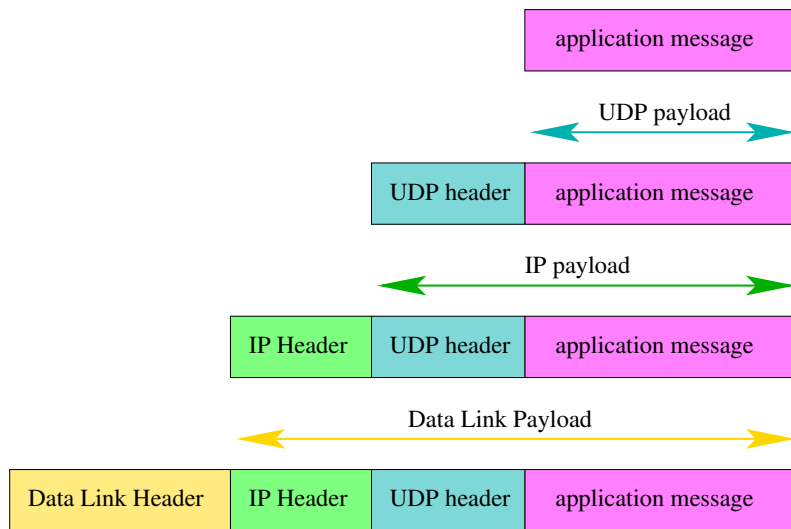 application message
UDP payload
UDP header application message
IP payload
IP Header UDP header application message
Data Link Payload
Data Link Header IP Header UDP header application message